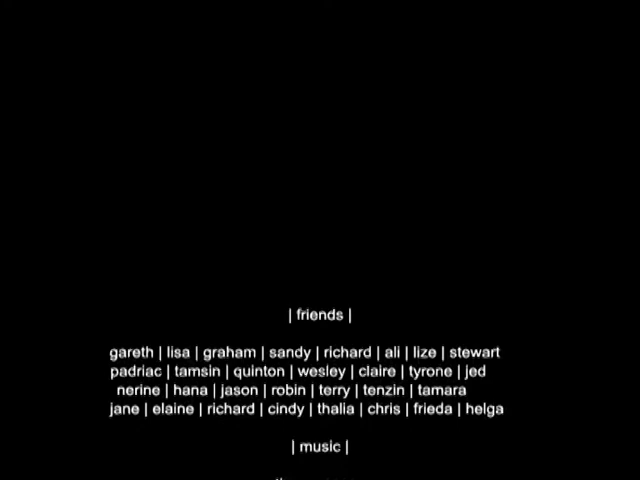 | friends |
gareth | lisa | graham | sandy | richard | ali | lize | stewart
padriac | tamsin | quinton | wesley | claire | tyrone | jed
nerine | hana | jason | robin | terry | tenzin | tamara
jane | elaine | richard | cindy | thalia | chris | frieda | helga
| music |